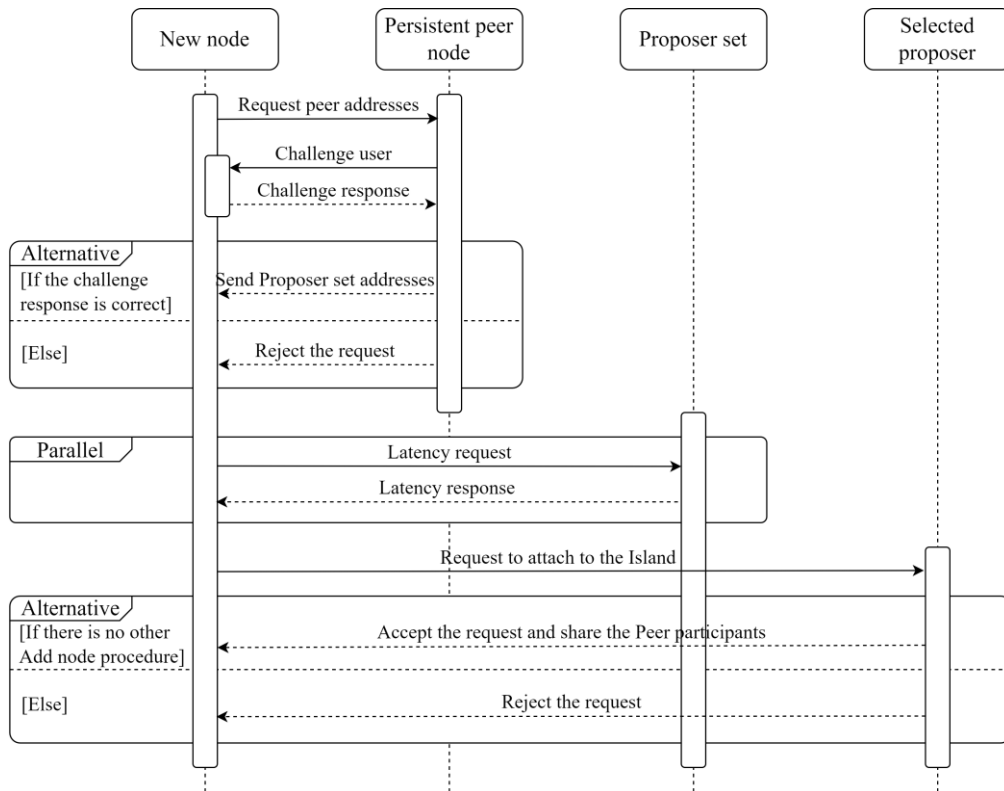 New node
Persistent peer
node
Proposer set
Selected
proposer
Request peer addresses
Challenge user
Challenge response
Alternative
[If the challenge
response is correct]
Send Proposer set addresses
[Else]
Reject the request
Parallel
Latency request
Latency response
Request to attach to the Island
Alternative
[If there is no other
Add node procedure]
Accept the request and share the Peer participants
[Else]
Reject the request